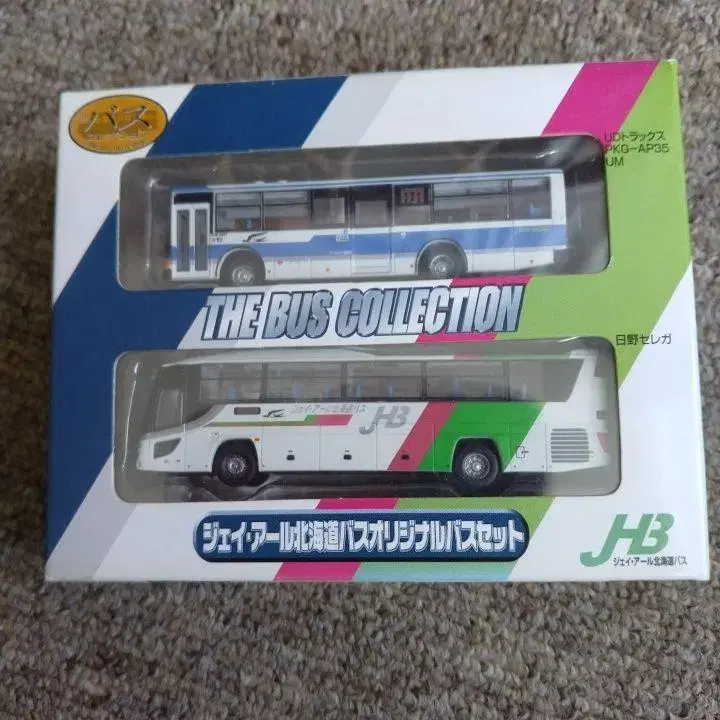 バス
UDトラックス
PKG-AP35
UM
THE BUS COLLECTION
日野セレガ
ジェイ・アール北海道バス
JHB
ジェイ・アール北海道バスオリジナルバスセット
JHB
ジェイ・アール北海道バス